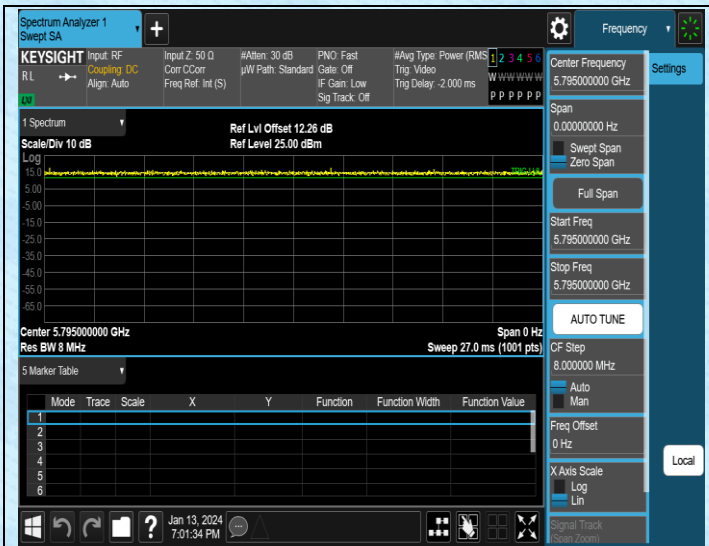 Spectrum Analyzer 1
Swept SA
+
Frequency
KEYSIGHT
RL
LXI
Input: RF
Coupling: DC
Align: Auto
Input Z: 50 Ω
Corr CCorr
Freq Ref: Int (S)
#Atten: 30 dB
µW Path: Standard
PNO: Fast
Gate: Off
IF Gain: Low
Sig Track: Off
#Avg Type: Power (RMS
Trig: Video
Trig Delay: -2.000 ms
1 2 3 4 5 6
W W W W W W
P P P P P P
1 Spectrum
Scale/Div 10 dB
Ref Lvl Offset 12.26 dB
Ref Level 25.00 dBm
Log
15.0
5.00
-5.00
-15.0
-25.0
-35.0
-45.0
-55.0
-65.0
Center 5.795000000 GHz
Res BW 8 MHz
Span 0 Hz
Sweep 27.0 ms (1001 pts)
5 Marker Table
Mode Trace Scale X Y Function Function Width Function Value
1
2
3
4
5
6
Jan 13, 2024
7:01:34 PM
Center Frequency
5.795000000 GHz
Span
0.00000000 Hz
Swept Span
Zero Span
Full Span
Start Freq
5.795000000 GHz
Stop Freq
5.795000000 GHz
AUTO TUNE
CF Step
8.000000 MHz
Auto
Man
Freq Offset
0 Hz
X Axis Scale
Log
Lin
Signal Track
(Span Zoom)
Settings
Local